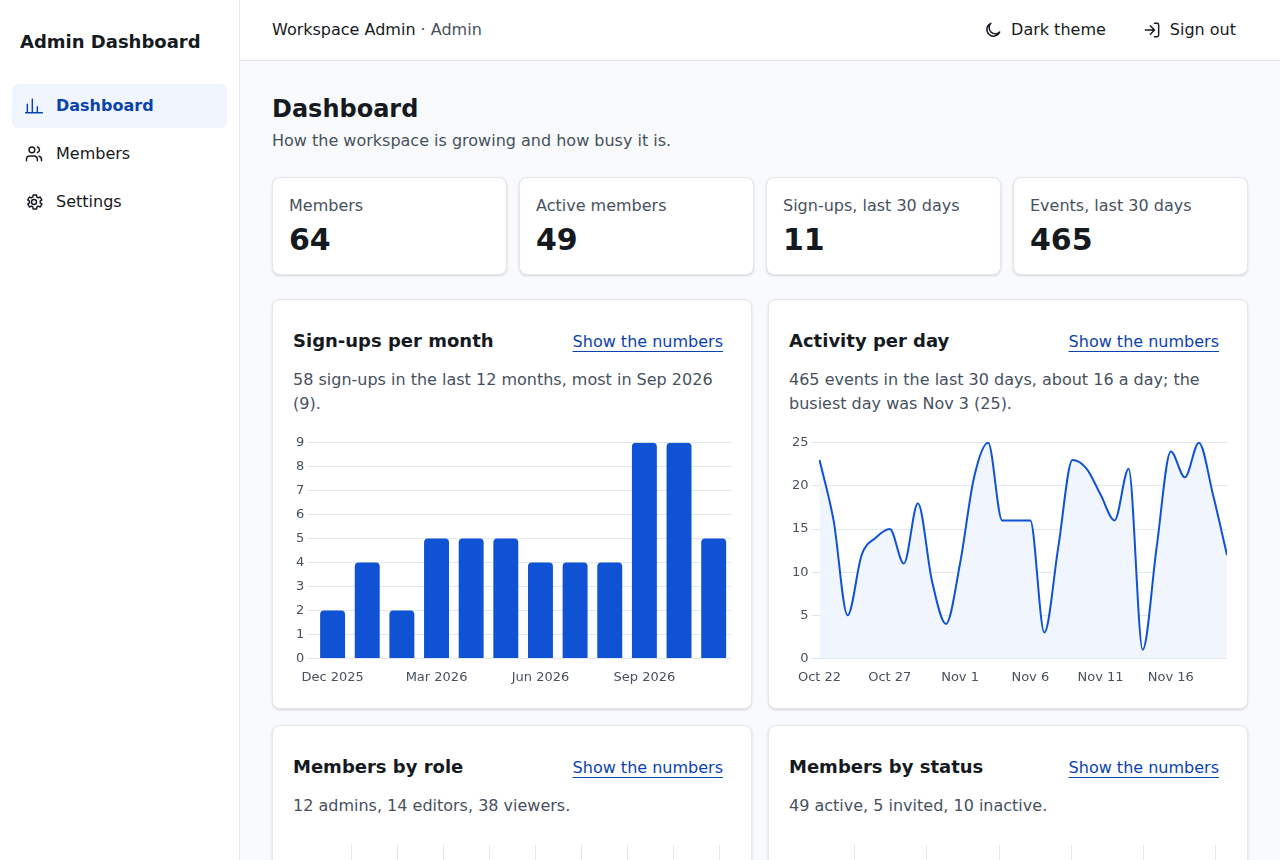 Admin Dashboard
Dashboard
Members
Settings
Workspace Admin · Admin
Dark theme
Sign out
Dashboard
How the workspace is growing and how busy it is.
Members
64
Active members
49
Sign-ups, last 30 days
11
Events, last 30 days
465
Sign-ups per month
Show the numbers
58 sign-ups in the last 12 months, most in Sep 2026
(9).
9
8
7
6
5
4
3
2
1
0
Dec 2025 Mar 2026 Jun 2026 Sep 2026
Activity per day
Show the numbers
465 events in the last 30 days, about 16 a day; the
busiest day was Nov 3 (25).
25
20
15
10
5
0
Oct 22 Oct 27 Nov 1 Nov 6 Nov 11 Nov 16
Members by role
Show the numbers
12 admins, 14 editors, 38 viewers.
Members by status
Show the numbers
49 active, 5 invited, 10 inactive.